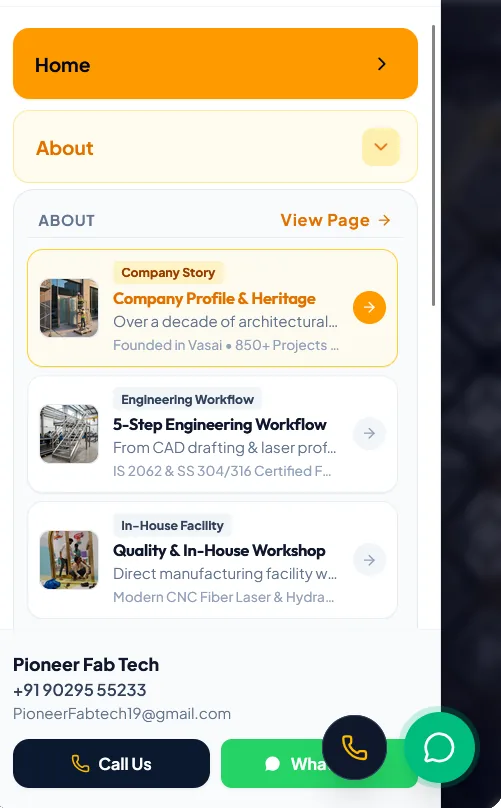 Home
About
ABOUT
View Page
Company Story
Company Profile & Heritage
Over a decade of architectural...
Founded in Vasai • 850+ Projects ...
Engineering Workflow
5-Step Engineering Workflow
From CAD drafting & laser prof...
IS 2062 & SS 304/316 Certified F...
In-House Facility
Quality & In-House Workshop
Direct manufacturing facility w...
Modern CNC Fiber Laser & Hydra...
Pioneer Fab Tech
+91 90295 55233
PioneerFabtech19@gmail.com
Call Us